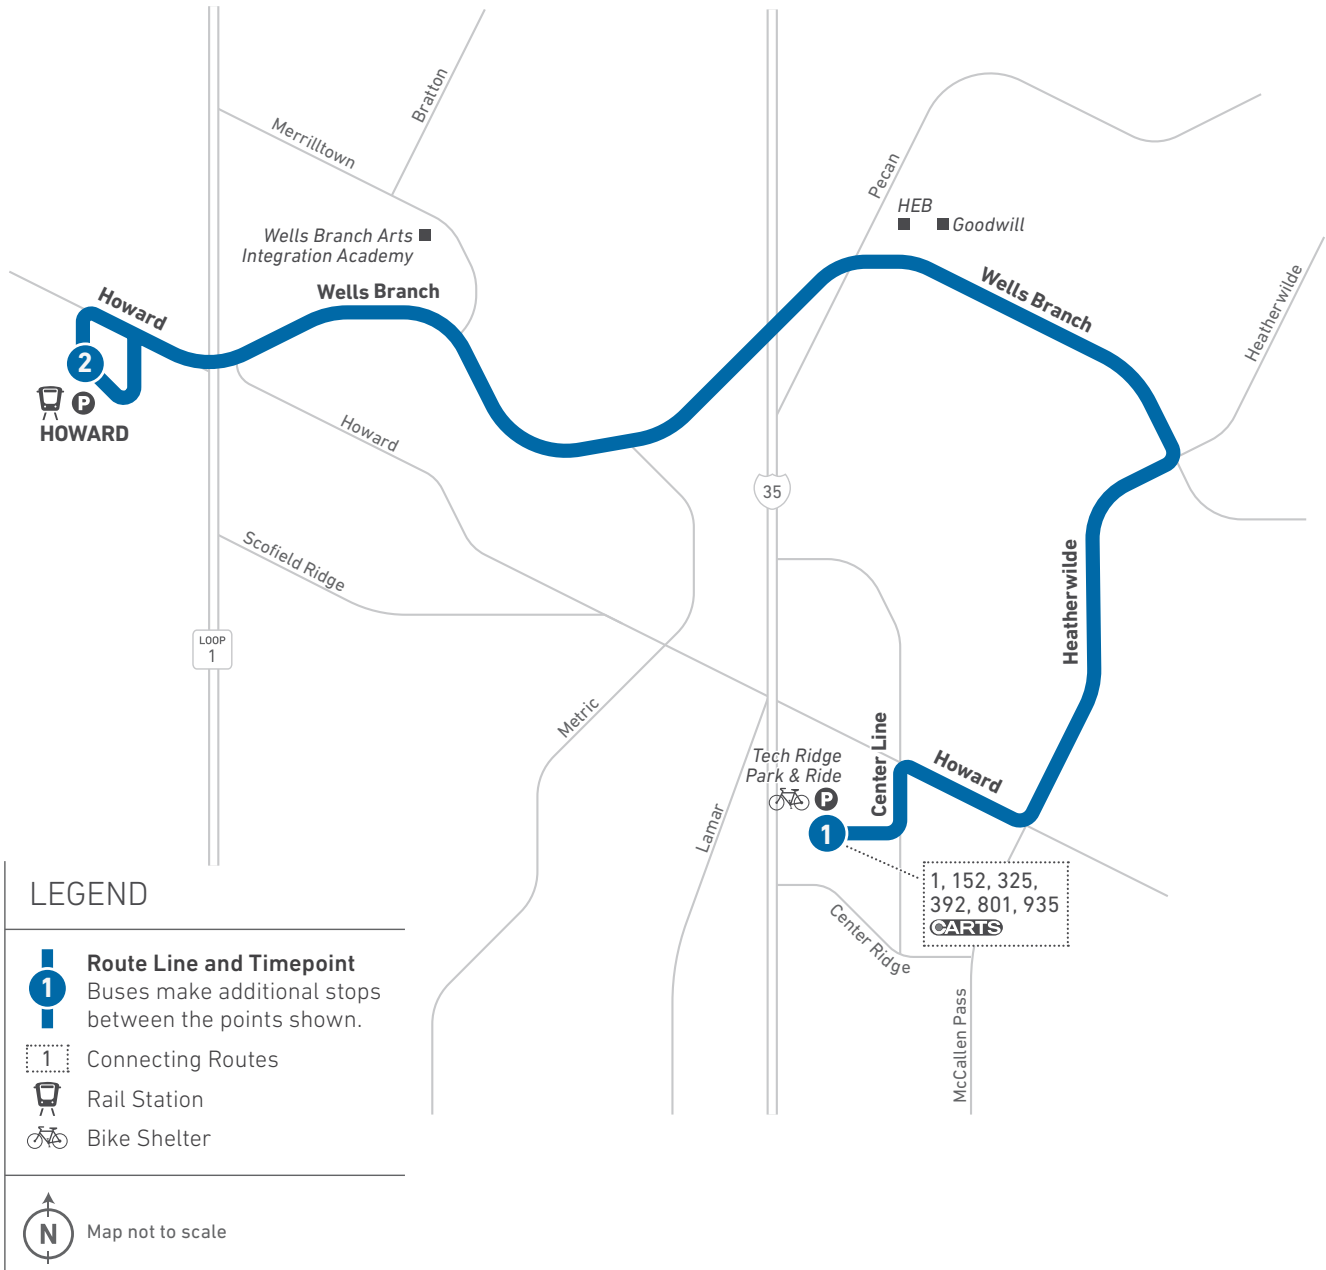 Bratton
Merrilltown
Pecan
HEB
Goodwill
Wells Branch Arts
Integration Academy
Wells Branch
Wells Branch
Heatherwilde
Howard
2
P
HOWARD
Howard
35
Scofield Ridge
Heatherwilde
LOOP
1
Metric
Center Line
Tech Ridge
Park & Ride
P
Howard
Lamar
1
1, 152, 325,
392, 801, 935
CARTS
Center Ridge
McCallen Pass
LEGEND
1
Route Line and Timepoint
Buses make additional stops
between the points shown.
1
Connecting Routes
Rail Station
Bike Shelter
N
Map not to scale